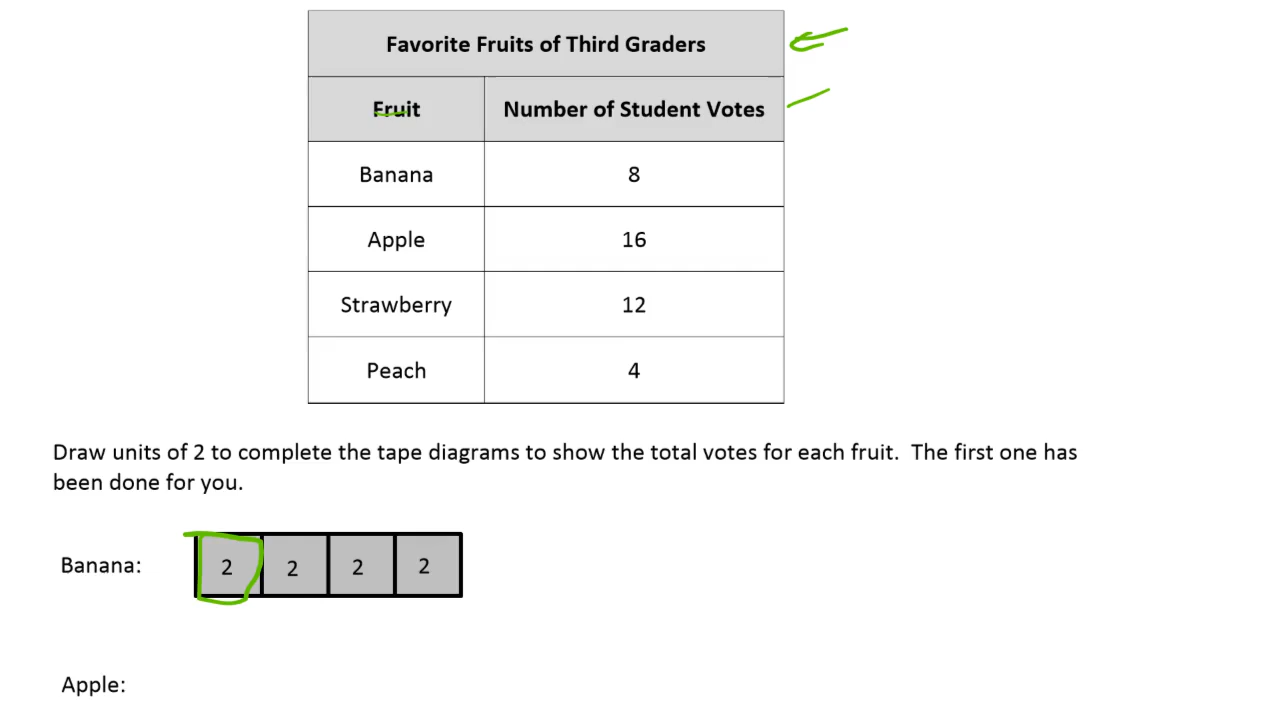 Favorite Fruits of Third Graders
Fruit Number of Student Votes
Banana 8
Apple 16
Strawberry 12
Peach 4
Draw units of 2 to complete the tape diagrams to show the total votes for each fruit. The first one has
been done for you.
Banana: 2 2 2 2
Apple: